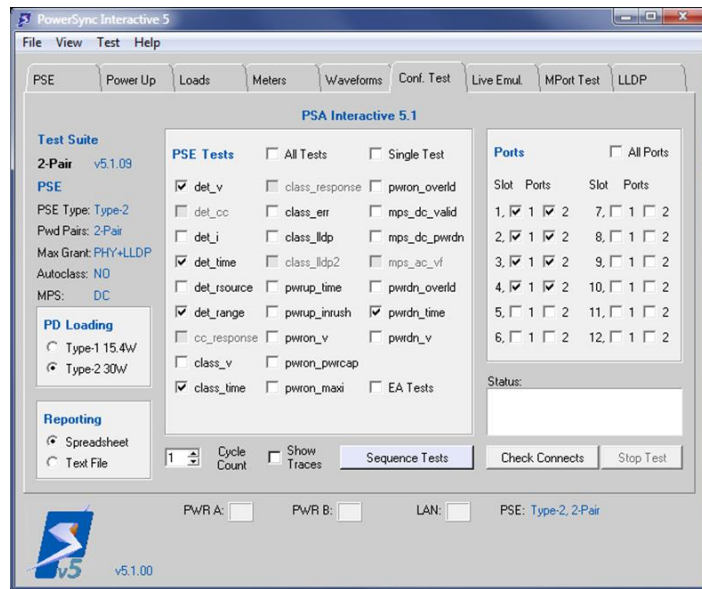 PowerSync Interactive 5
File View Test Help
PSE Power Up Loads Meters Waveforms Conf. Test Live Emul. MPort Test LLDP
PSA Interactive 5.1
Test Suite
2-Pair v5.1.09
PSE
PSE Type: Type-2
Pwd Pairs: 2-Pair
Max Grant: PHY+LLDP
Autoclass: NO
MPS: DC
PD Loading
Type-1 15.4W
Type-2 30W
Reporting
Spreadsheet
Text File
PSE Tests All Tests Single Test
det_v class_response pwron_overld
det_cc class_err mps_dc_valid
det_i class_lldp mps_dc_pwrdn
det_time class_lldp2 mps_ac_vf
det_rsource pwrup_time pwrdn_overld
det_range pwrup_inrush pwrdn_time
cc_response pwron_v pwrdn_v
class_v pwron_pwrcap
class_time pwron_maxi EA Tests
1 Cycle Count Show Traces Sequence Tests
Ports All Ports
Slot Ports Slot Ports
1, 1 2 7, 1 2
2, 1 2 8, 1 2
3, 1 2 9, 1 2
4, 1 2 10, 1 2
5, 1 2 11, 1 2
6, 1 2 12, 1 2
Status:
Check Connects Stop Test
PWR A: PWR B: LAN: PSE: Type-2, 2-Pair
v5 v5.1.00